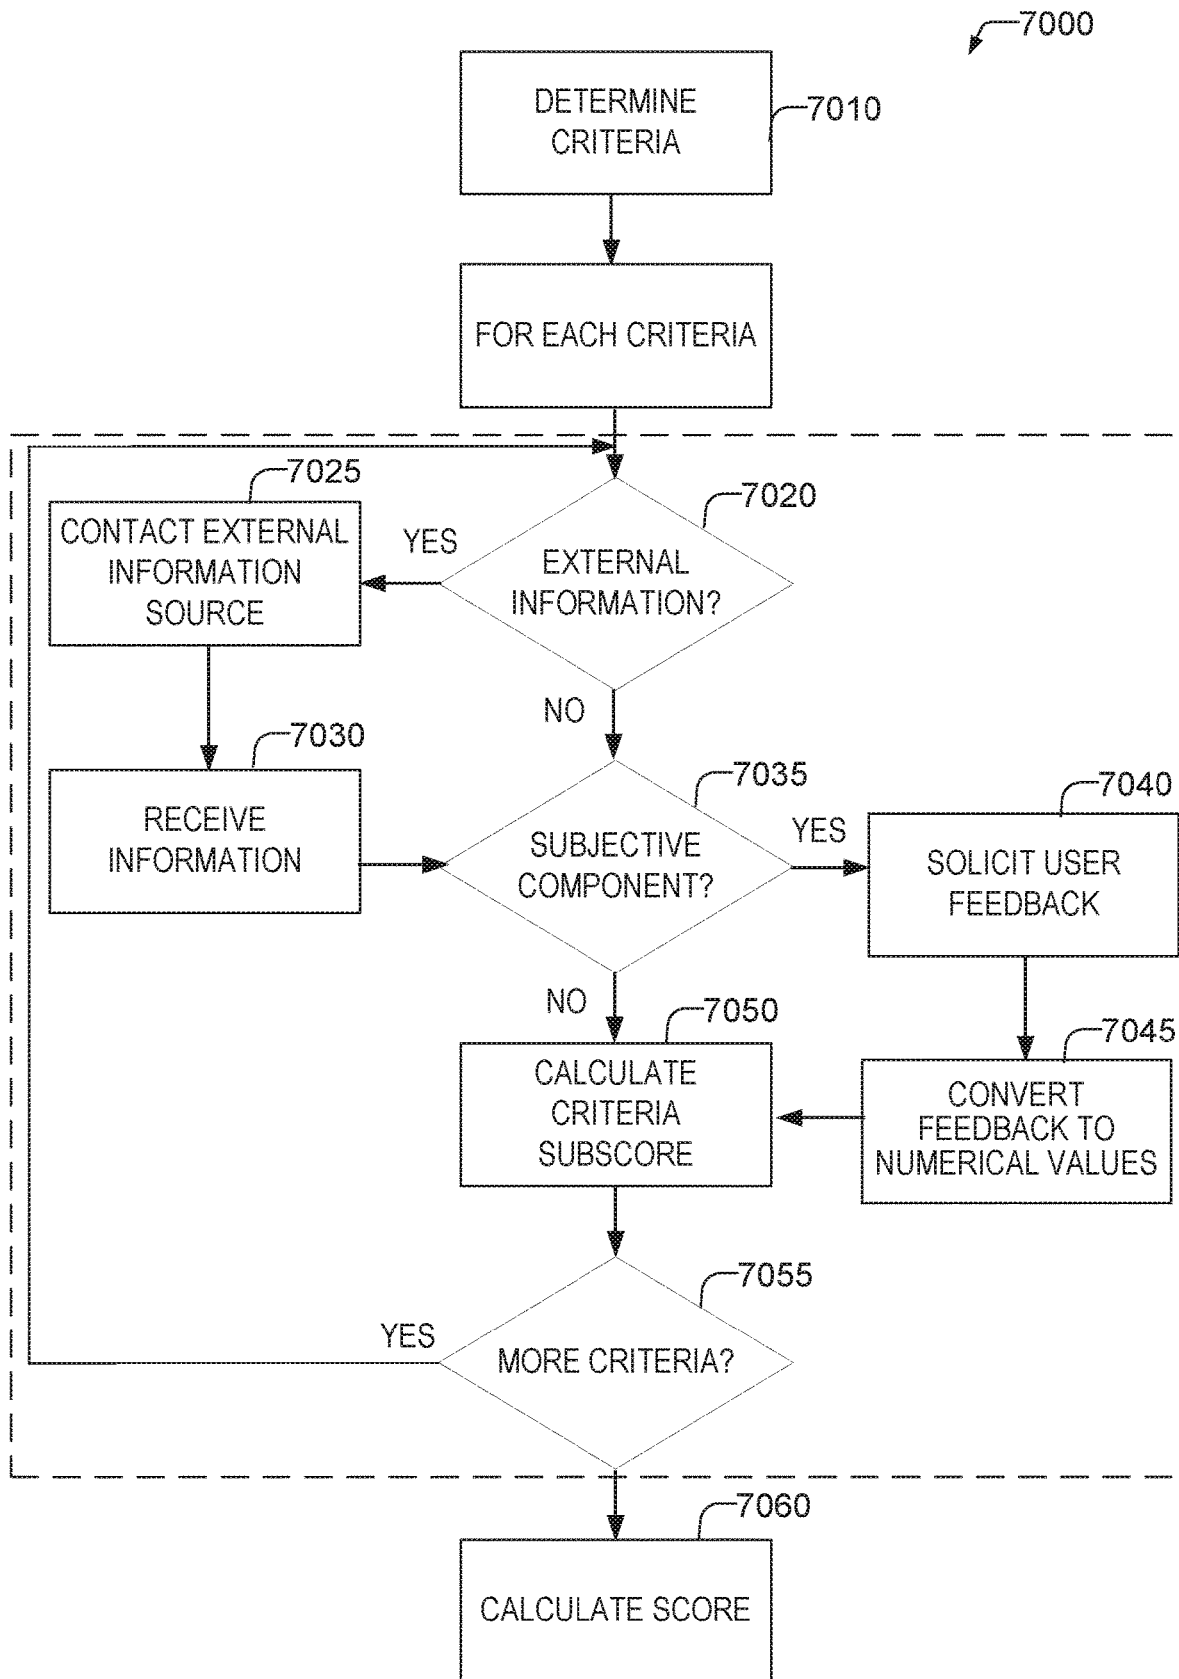 7000
DETERMINE
CRITERIA
7010
FOR EACH CRITERIA
7025
CONTACT EXTERNAL
INFORMATION
SOURCE
YES
7020
EXTERNAL
INFORMATION?
NO
7030
RECEIVE
INFORMATION
7035
SUBJECTIVE
COMPONENT?
YES
7040
SOLICIT USER
FEEDBACK
NO
7050
CALCULATE
CRITERIA
SUBSCORE
7045
CONVERT
FEEDBACK TO
NUMERICAL VALUES
7055
YES
MORE CRITERIA?
7060
CALCULATE SCORE